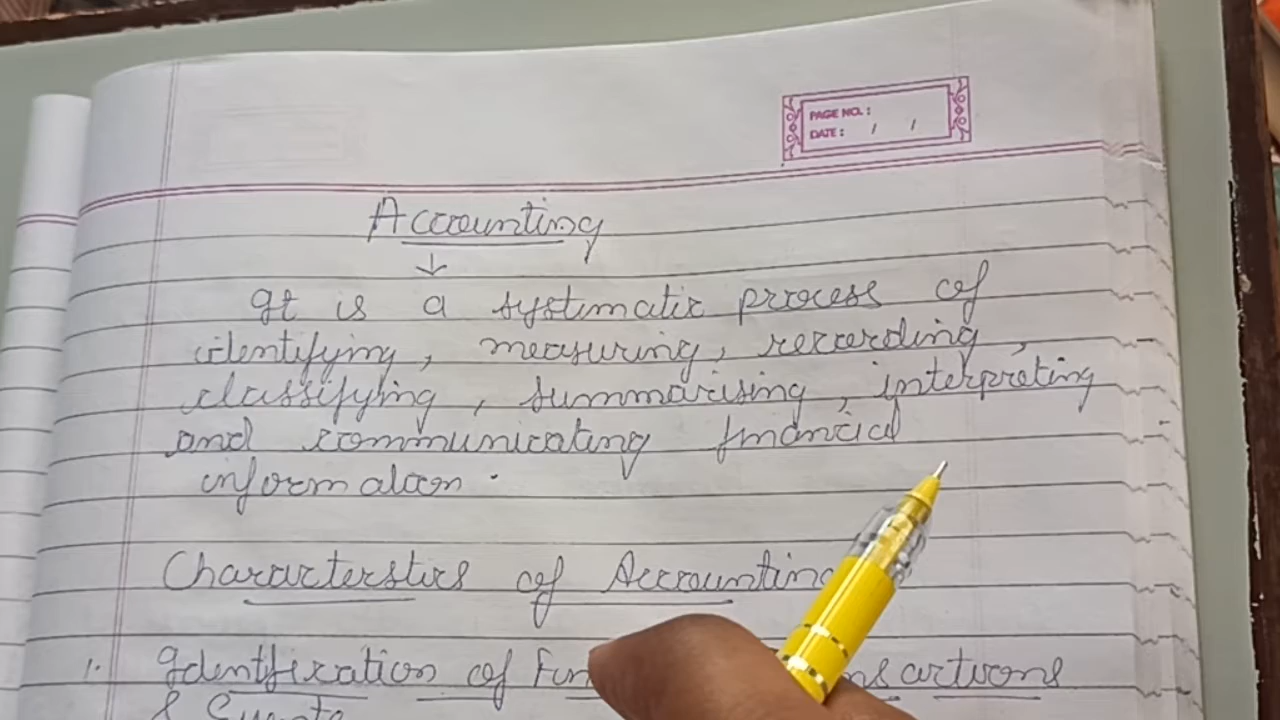 PAGE NO. :
DATE : / /
Accounting
↓
It is a systematic process of
identifying, measuring, recording,
classifying, summarising, interpreting
and communicating financial
information.
Characterstics of Accounting
1. Identification of
& Events